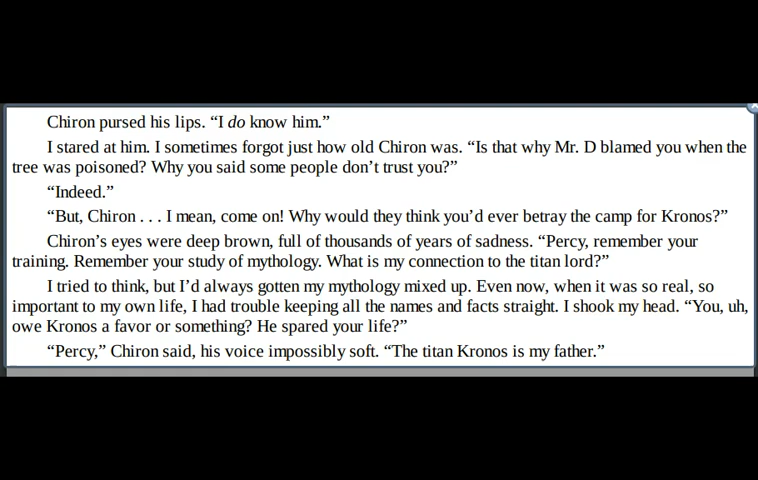 Chiron pursed his lips. “I do know him.”
I stared at him. I sometimes forgot just how old Chiron was. “Is that why Mr. D blamed you when the
tree was poisoned? Why you said some people don’t trust you?”
“Indeed.”
“But, Chiron . . . I mean, come on! Why would they think you’d ever betray the camp for Kronos?”
Chiron’s eyes were deep brown, full of thousands of years of sadness. “Percy, remember your
training. Remember your study of mythology. What is my connection to the titan lord?”
I tried to think, but I’d always gotten my mythology mixed up. Even now, when it was so real, so
important to my own life, I had trouble keeping all the names and facts straight. I shook my head. “You, uh,
owe Kronos a favor or something? He spared your life?”
“Percy,” Chiron said, his voice impossibly soft. “The titan Kronos is my father.”